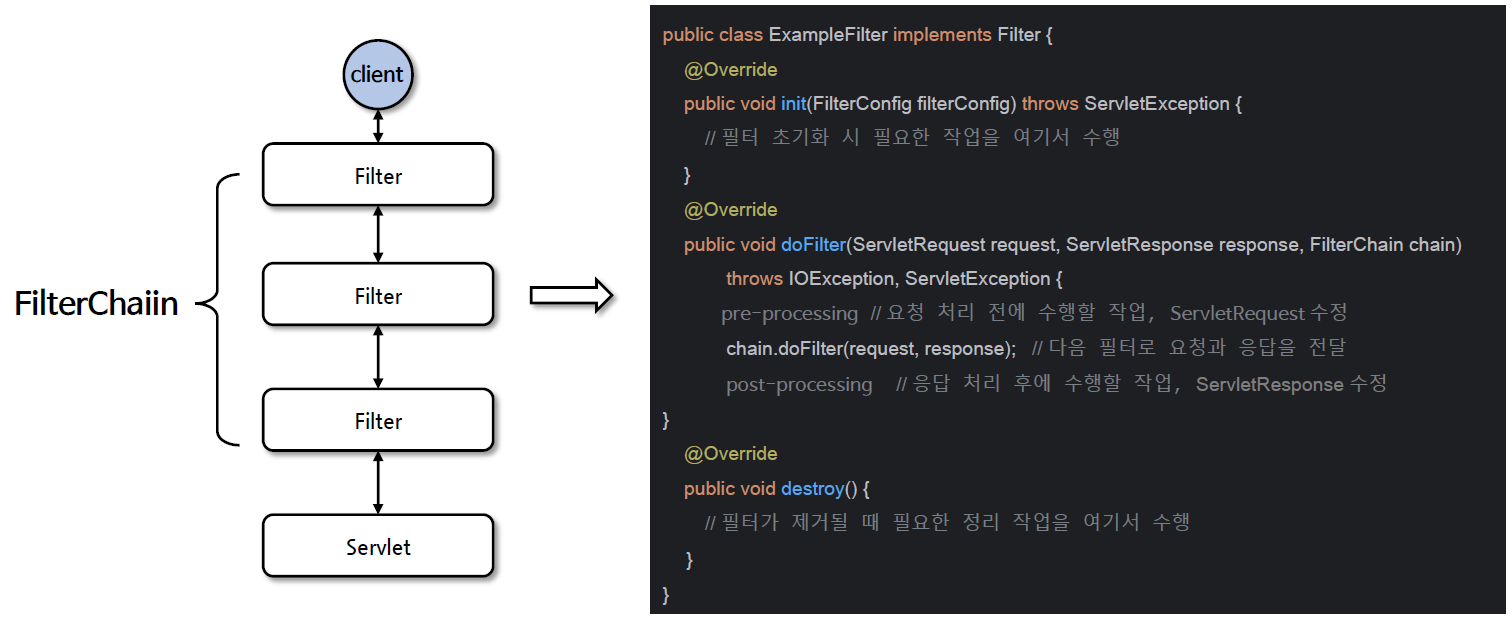 client
Filter
Filter
Filter
Servlet
FilterChaiin
public class ExampleFilter implements Filter {
@Override
public void init(FilterConfig filterConfig) throws ServletException {
// 필터 초기화 시 필요한 작업을 여기서 수행
}
@Override
public void doFilter(ServletRequest request, ServletResponse response, FilterChain chain)
throws IOException, ServletException {
pre-processing // 요청 처리 전에 수행할 작업, ServletRequest 수정
chain.doFilter(request, response); // 다음 필터로 요청과 응답을 전달
post-processing // 응답 처리 후에 수행할 작업, ServletResponse 수정
}
@Override
public void destroy() {
// 필터가 제거될 때 필요한 정리 작업을 여기서 수행
}
}